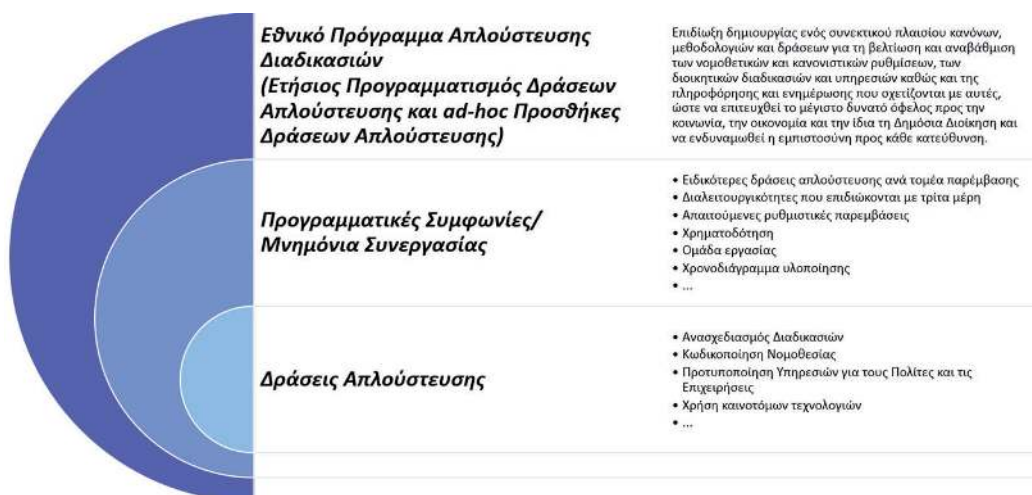 Εθνικό Πρόγραμμα Απλούστευσης
Διαδικασιών
(Ετήσιος Προγραμματισμός Δράσεων
Απλούστευσης και ad-hoc Προσθήκες
Δράσεων Απλούστευσης)
Επιδίωξη δημιουργίας ενός συνεκτικού πλαισίου κανόνων,
μεθοδολογιών και δράσεων για τη βελτίωση και αναβάθμιση
των νομοθετικών και κανονιστικών ρυθμίσεων, των
διοικητικών διαδικασιών και υπηρεσιών καθώς και της
πληροφόρησης και ενημέρωσης που σχετίζονται με αυτές,
ώστε να επιτευχθεί το μέγιστο δυνατό όφελος προς την
κοινωνία, την οικονομία και την ίδια τη Δημόσια Διοίκηση και
να ενδυναμωθεί η εμπιστοσύνη προς κάθε κατεύθυνση.
Προγραμματικές Συμφωνίες/
Μνημόνια Συνεργασίας
• Ειδικότερες δράσεις απλούστευσης ανά τομέα παρέμβασης
• Διαλειτουργικότητες που επιδιώκονται με τρίτα μέρη
• Απαιτούμενες ρυθμιστικές παρεμβάσεις
• Χρηματοδότηση
• Ομάδα εργασίας
• Χρονοδιάγραμμα υλοποίησης
• ...
Δράσεις Απλούστευσης
• Ανασχεδιασμός Διαδικασιών
• Κωδικοποίηση Νομοθεσίας
• Προτυποποίηση Υπηρεσιών για τους Πολίτες και τις
Επιχειρήσεις
• Χρήση καινοτόμων τεχνολογιών
• ...